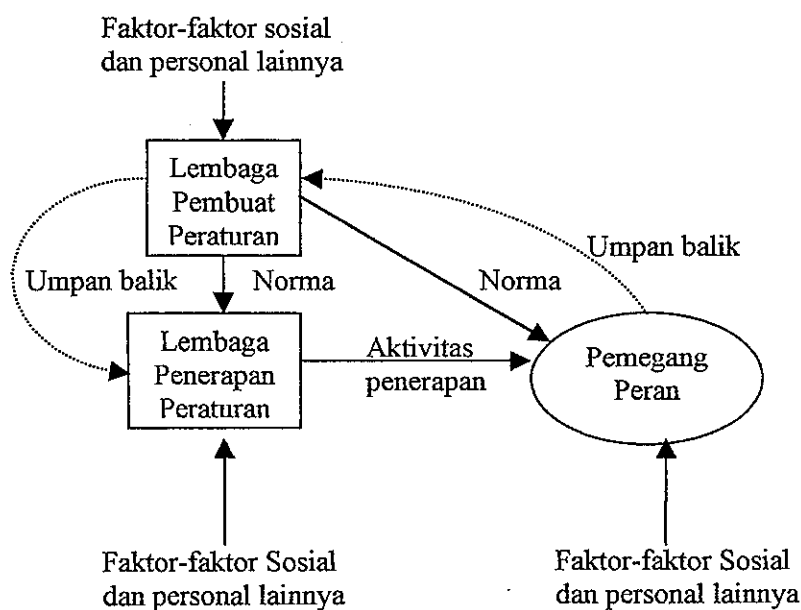 Faktor-faktor sosial
dan personal lainnya
Lembaga
Pembuat
Peraturan
Umpan balik
Umpan balik
Norma
Norma
Lembaga
Penerapan
Peraturan
Aktivitas
penerapan
Pemegang
Peran
Faktor-faktor Sosial
dan personal lainnya
Faktor-faktor Sosial
dan personal lainnya